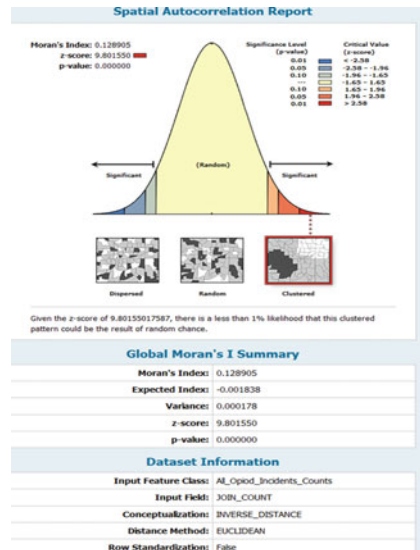 Spatial Autocorrelation Report
Moran's Index: 0.128905
z-score: 9.801550
p-value: 0.000000
Significance Level (p-value)
Critical Value (z-score)
0.01 < -2.58
0.05 -2.58 - -1.96
0.10 -1.96 - -1.65
--- -1.65 - 1.65
0.10 1.65 - 1.96
0.05 1.96 - 2.58
0.01 > 2.58
Significant
(Random)
Significant
Dispersed
Random
Clustered
Given the z-score of 9.80155017587, there is a less than 1% likelihood that this clustered
pattern could be the result of random chance.
Global Moran's I Summary
Moran's Index: 0.128905
Expected Index: -0.001838
Variance: 0.000178
z-score: 9.801550
p-value: 0.000000
Dataset Information
Input Feature Class: All_Opiod_Incidents_Counts
Input Field: JOIN_COUNT
Conceptualization: INVERSE_DISTANCE
Distance Method: EUCLIDEAN
Row Standardization: False